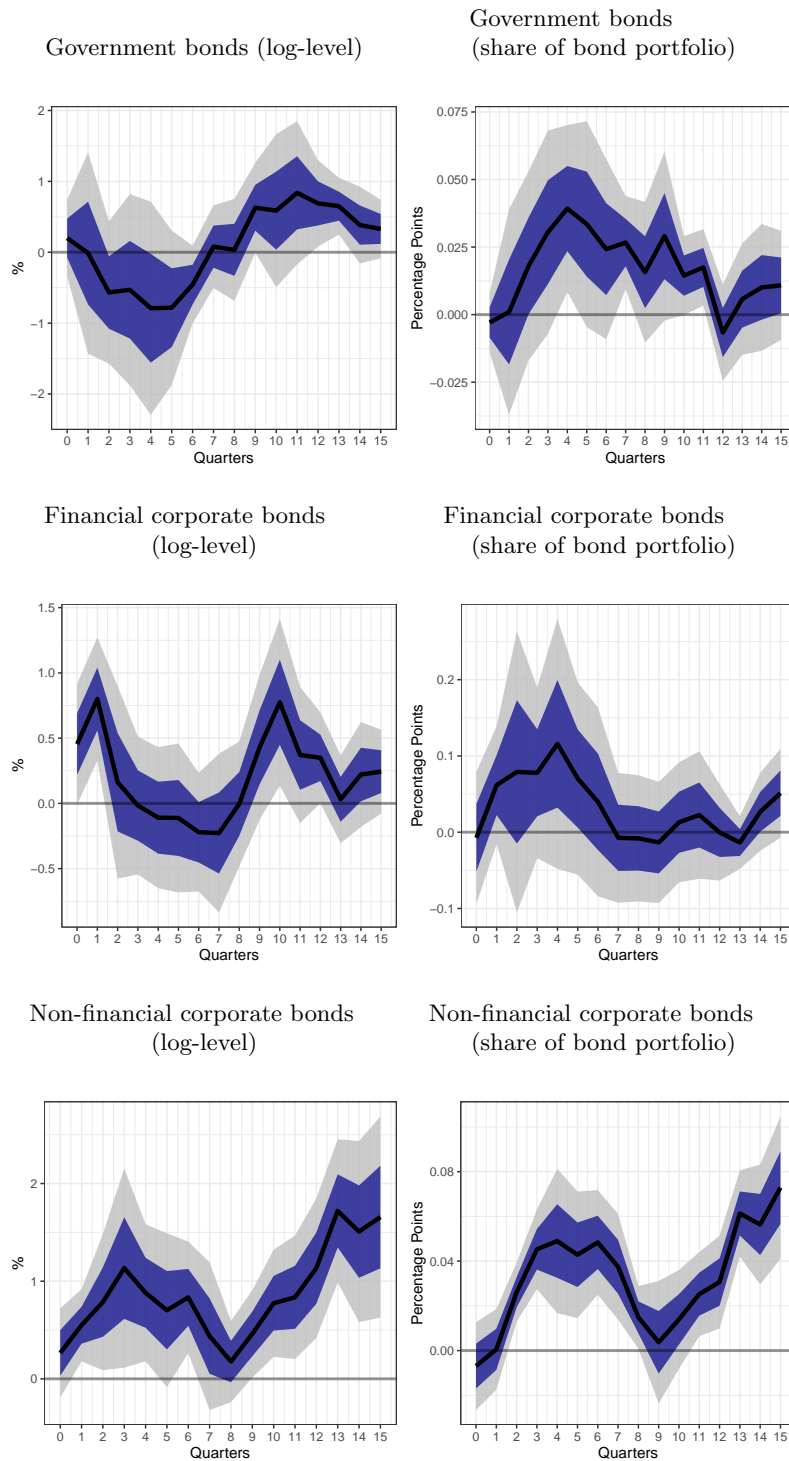 Government bonds (log-level)
Government bonds
(share of bond portfolio)
2
1
0
−1
−2
%
0 1 2 3 4 5 6 7 8 9 10 11 12 13 14 15
Quarters
0.075
0.050
0.025
0.000
−0.025
Percentage Points
0 1 2 3 4 5 6 7 8 9 10 11 12 13 14 15
Quarters
Financial corporate bonds
(log-level)
Financial corporate bonds
(share of bond portfolio)
1.5
1.0
0.5
0.0
−0.5
%
0 1 2 3 4 5 6 7 8 9 10 11 12 13 14 15
Quarters
0.2
0.1
0.0
−0.1
Percentage Points
0 1 2 3 4 5 6 7 8 9 10 11 12 13 14 15
Quarters
Non-financial corporate bonds
(log-level)
Non-financial corporate bonds
(share of bond portfolio)
2
1
0
%
0 1 2 3 4 5 6 7 8 9 10 11 12 13 14 15
Quarters
0.08
0.04
0.00
Percentage Points
0 1 2 3 4 5 6 7 8 9 10 11 12 13 14 15
Quarters